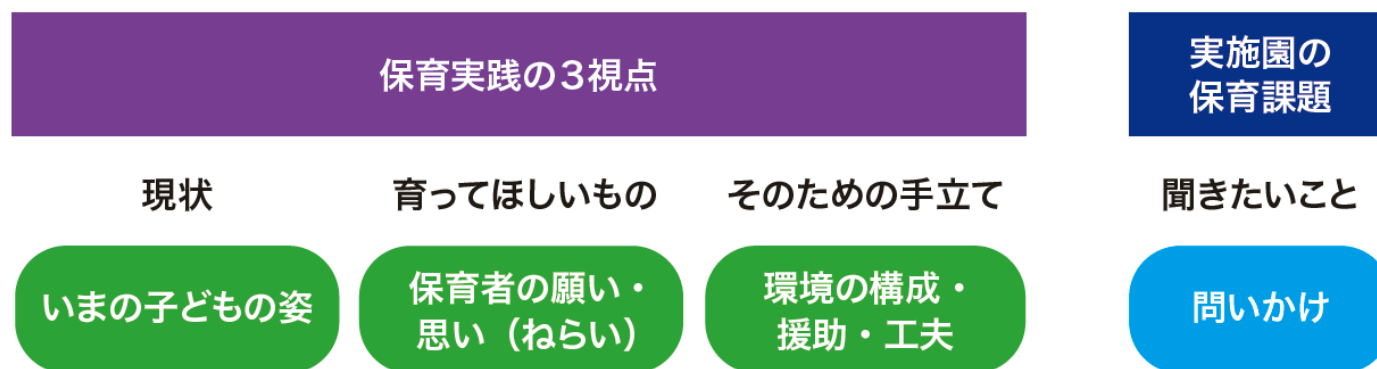 保育実践の3視点
実施園の
保育課題
現状
育ってほしいもの
そのための手立て
聞きたいこと
いまの子どもの姿
保育者の願い・
思い（ねらい）
環境の構成・
援助・工夫
問いかけ